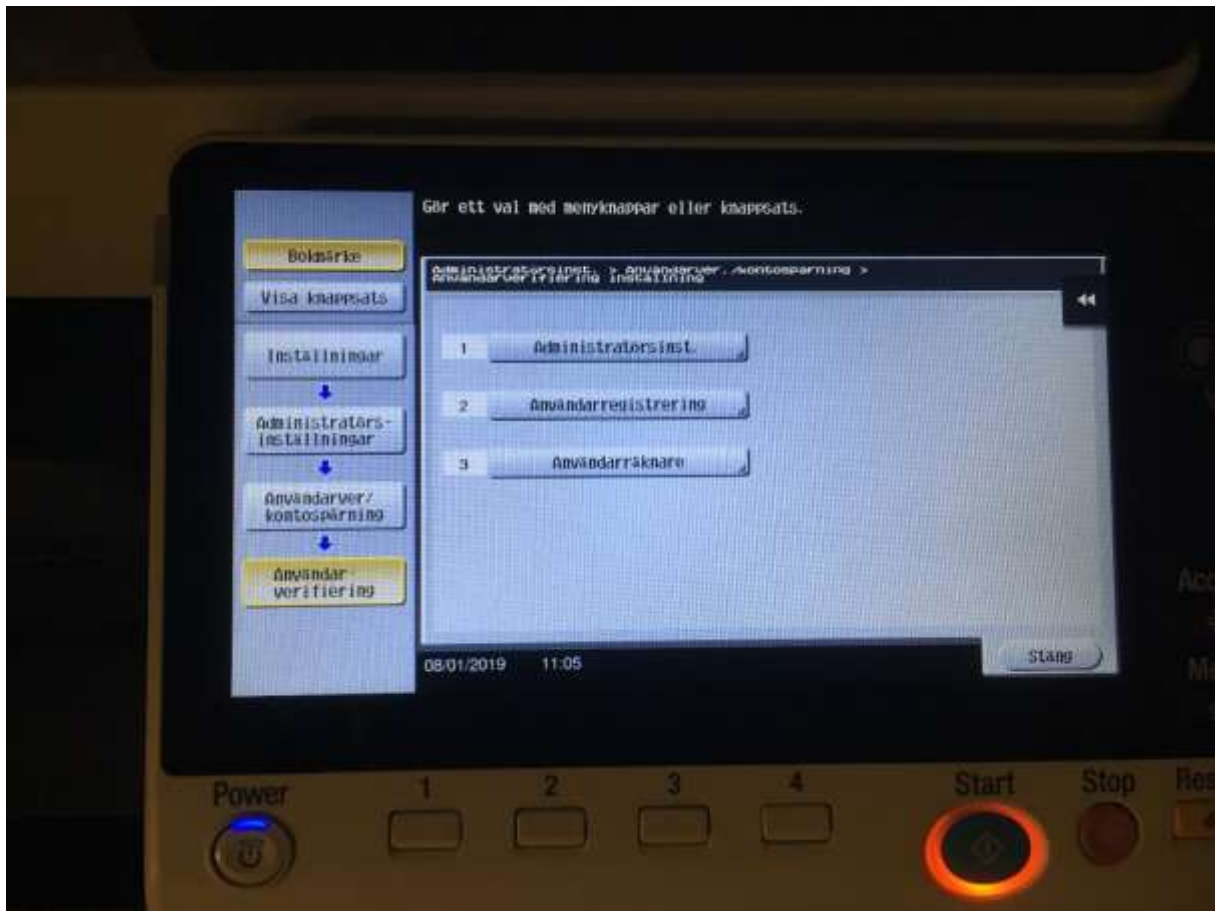 Gör ett val med menyknappar eller knappsats.
Bokmärke
Visa knappsats
Inställningar
Administratörs-
inställningar
Användarver/
kontospårning
Användar-
verifiering
Administratörsinst. > Användarver./kontospårning >
Användarverifiering inställning
1 Administratörsinst.
2 Användarregistrering
3 Användarräknare
08/01/2019 11:05
Stäng
Power
1 2 3 4
Start
Stop